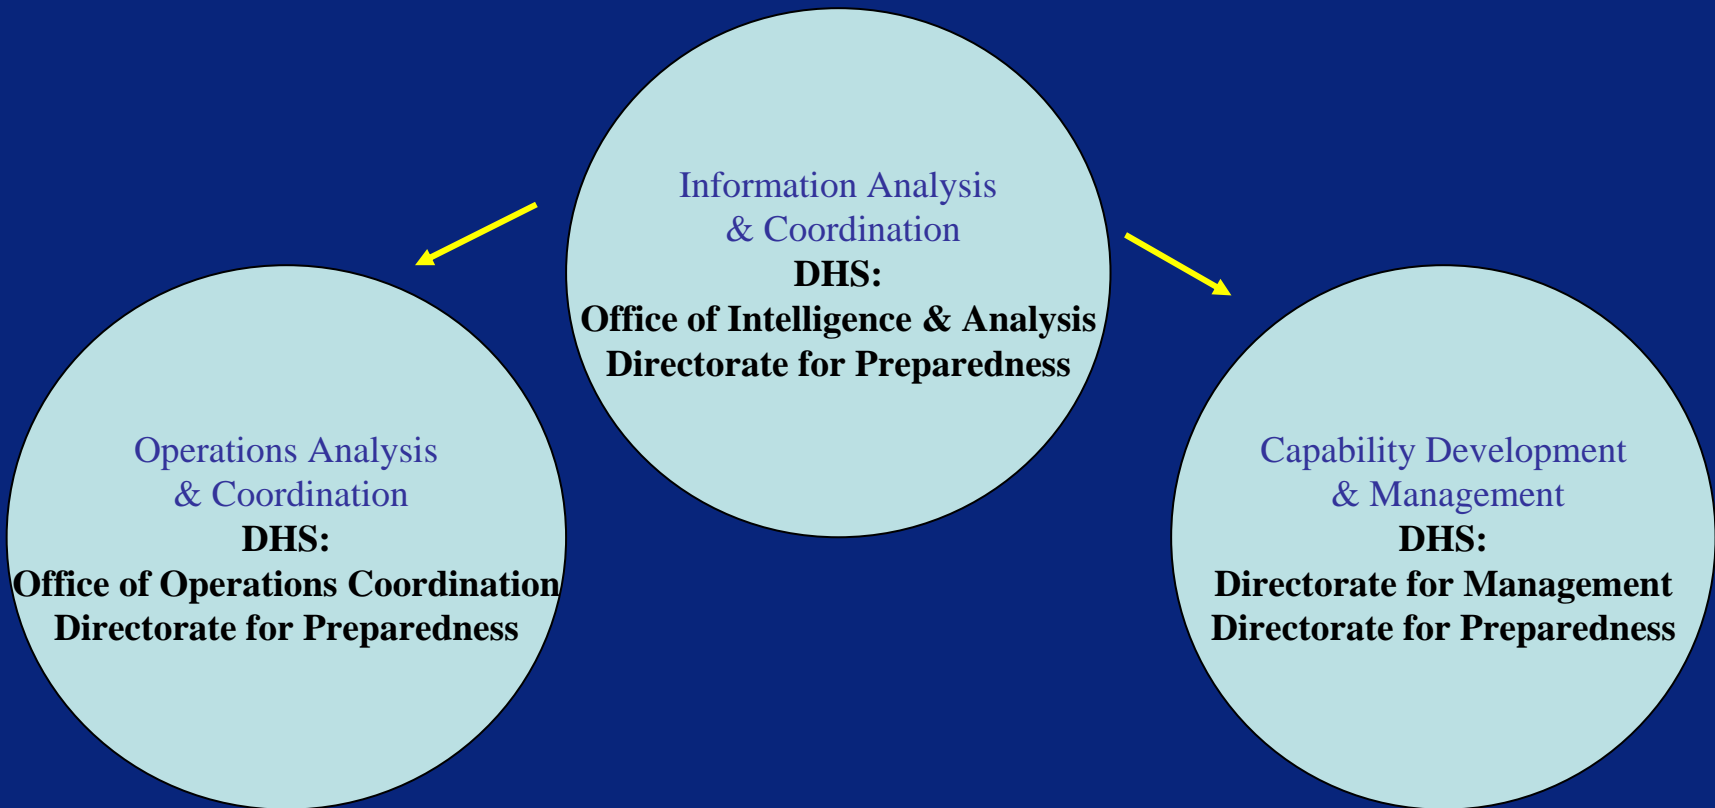 Information Analysis
& Coordination
DHS:
Office of Intelligence & Analysis
Directorate for Preparedness
Operations Analysis
& Coordination
DHS:
Office of Operations Coordination
Directorate for Preparedness
Capability Development
& Management
DHS:
Directorate for Management
Directorate for Preparedness